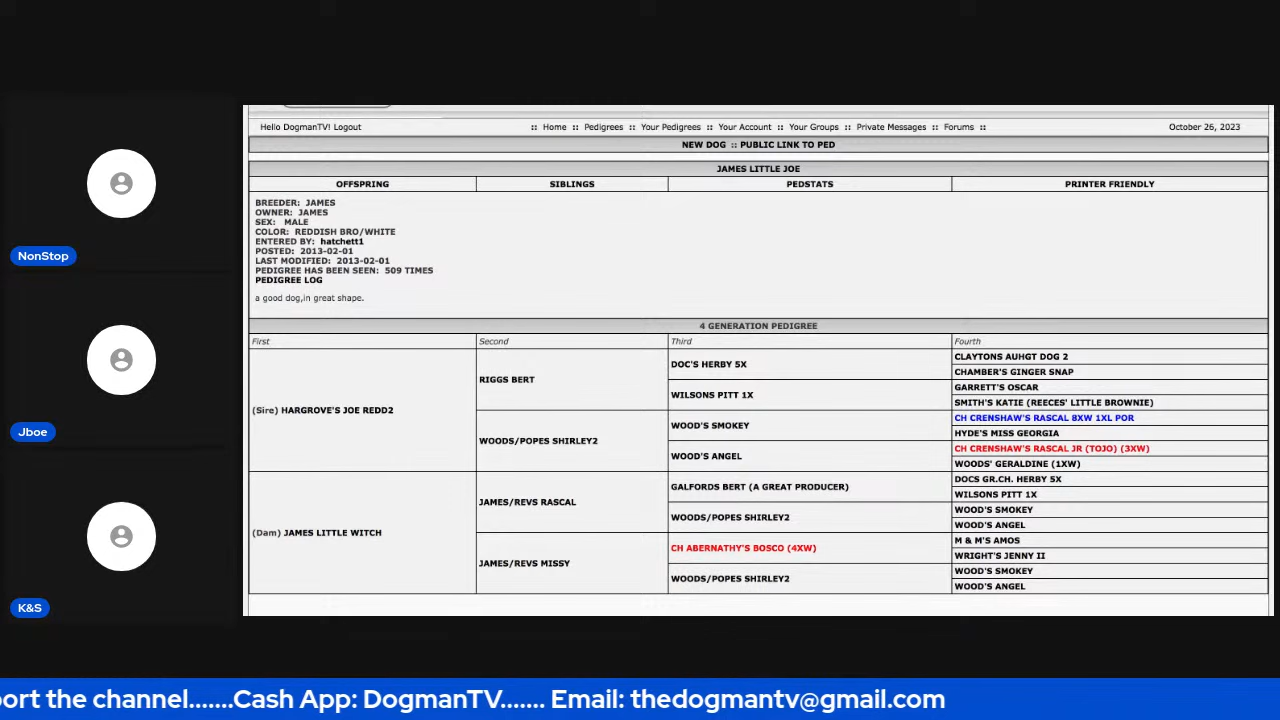 Hello DogmanTV! Logout :: Home :: Pedigrees :: Your Pedigrees :: Your Account :: Your Groups :: Private Messages :: Forums :: October 26, 2023
NEW DOG :: PUBLIC LINK TO PED
JAMES LITTLE JOE
OFFSPRING SIBLINGS PEDSTATS PRINTER FRIENDLY
BREEDER: JAMES
OWNER: JAMES
SEX: MALE
COLOR: REDDISH BRO/WHITE
ENTERED BY: hatchett1
POSTED: 2013-02-01
LAST MODIFIED: 2013-02-01
PEDIGREE HAS BEEN SEEN: 509 TIMES
PEDIGREE LOG
a good dog,in great shape.
4 GENERATION PEDIGREE
First Second Third Fourth
(Sire) HARGROVE'S JOE REDD2
RIGGS BERT
DOC'S HERBY 5X
CLAYTONS AUHGT DOG 2
CHAMBER'S GINGER SNAP
WILSONS PITT 1X
GARRETT'S OSCAR
SMITH'S KATIE (REECES' LITTLE BROWNIE)
WOODS/POPES SHIRLEY2
WOOD'S SMOKEY
CH CRENSHAW'S RASCAL 8XW 1XL POR
HYDE'S MISS GEORGIA
WOOD'S ANGEL
CH CRENSHAW'S RASCAL JR (TOJO) (3XW)
WOODS' GERALDINE (1XW)
(Dam) JAMES LITTLE WITCH
JAMES/REVS RASCAL
GALFORDS BERT (A GREAT PRODUCER)
DOCS GR.CH. HERBY 5X
WILSONS PITT 1X
WOODS/POPES SHIRLEY2
WOOD'S SMOKEY
WOOD'S ANGEL
JAMES/REVS MISSY
CH ABERNATHY'S BOSCO (4XW)
M & M'S AMOS
WRIGHT'S JENNY II
WOODS/POPES SHIRLEY2
WOOD'S SMOKEY
WOOD'S ANGEL
NonStop
Jboe
K&S
ort the channel.......Cash App: DogmanTV....... Email: thedogmantv@gmail.com